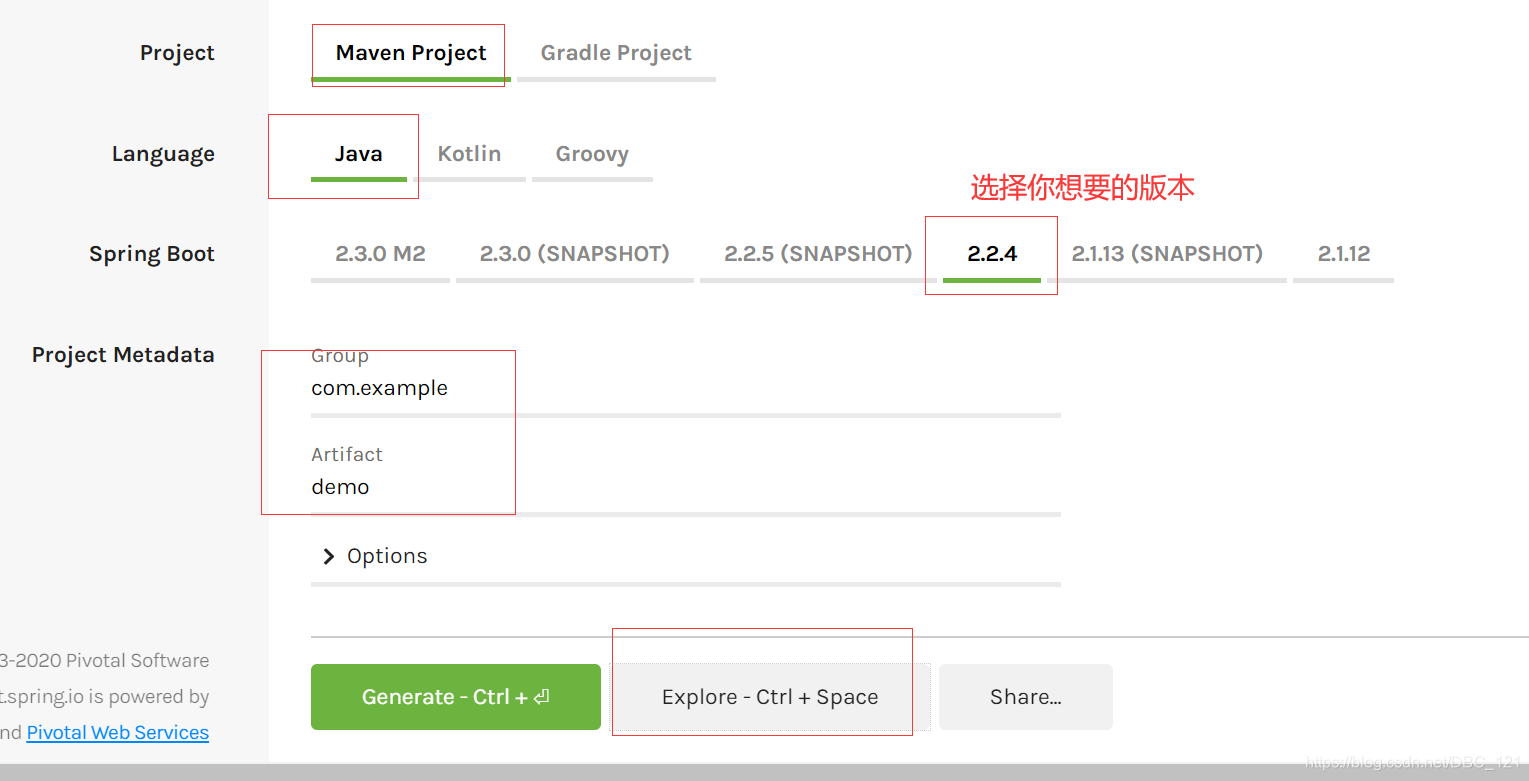 Project
Maven Project Gradle Project
Language
Java Kotlin Groovy
选择你想要的版本
Spring Boot
2.3.0 M2 2.3.0 (SNAPSHOT) 2.2.5 (SNAPSHOT) 2.2.4 2.1.13 (SNAPSHOT) 2.1.12
Project Metadata
Group
com.example
Artifact
demo
Options
3-2020 Pivotal Software
t.spring.io is powered by
nd Pivotal Web Services
Generate - Ctrl + ⏎
Explore - Ctrl + Space
Share...
https://blog.csdn.net/DBC_121